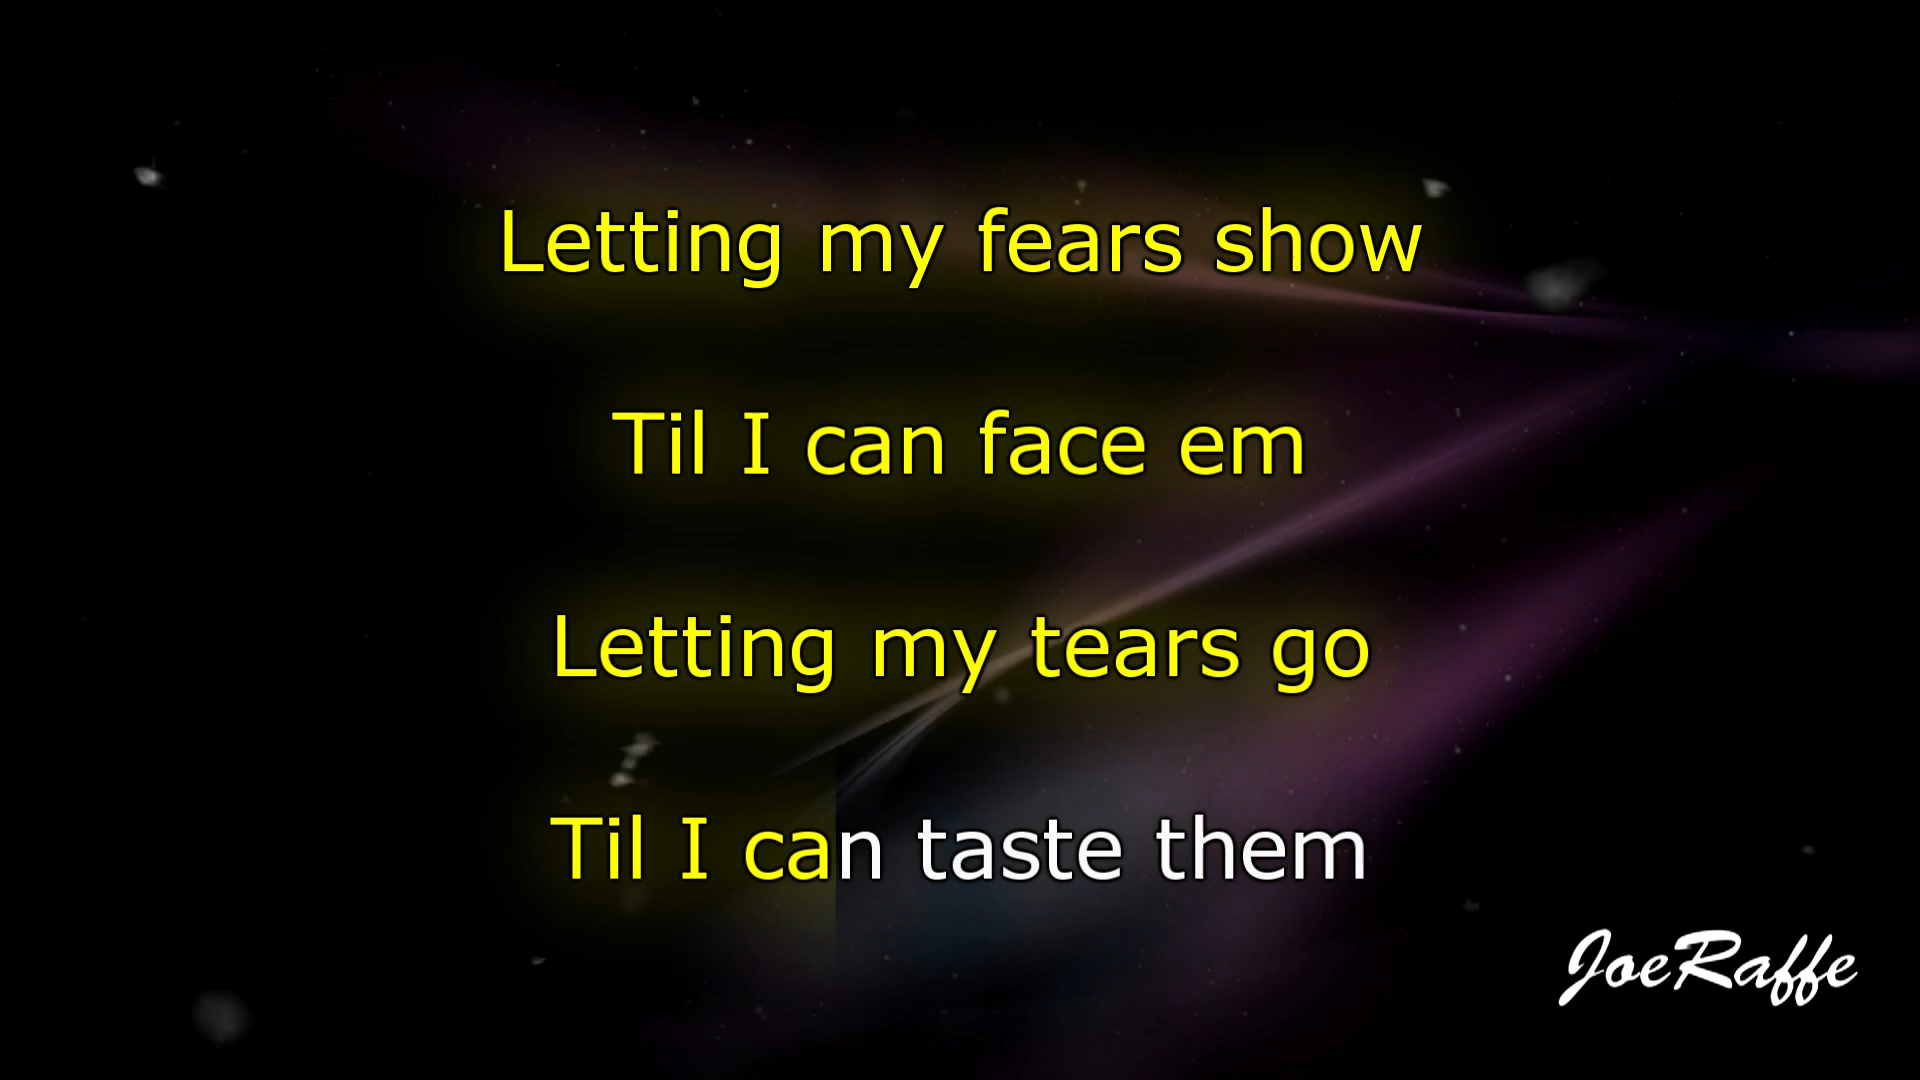 Letting my fears show
Til I can face em
Letting my tears go
Til I can taste them
JoeRaffe